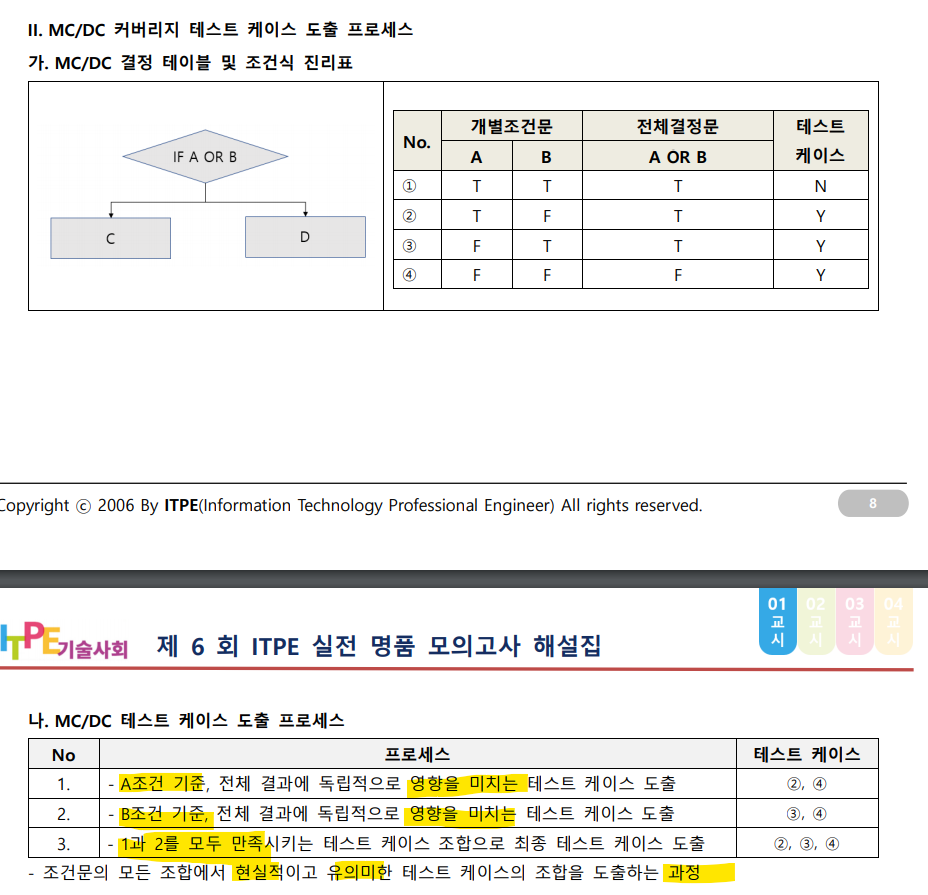 II. MC/DC 커버리지 테스트 케이스 도출 프로세스
가. MC/DC 결정 테이블 및 조건식 진리표
IF A OR B
C
D
No. 개별조건문 전체결정문 테스트 케이스
A B A OR B
① T T T N
② T F T Y
③ F T T Y
④ F F F Y
Copyright ⓒ 2006 By ITPE(Information Technology Professional Engineer) All rights reserved.
8
ITPE기술사회 제 6 회 ITPE 실전 명품 모의고사 해설집
01 교시
02 교시
03 교시
04 교시
나. MC/DC 테스트 케이스 도출 프로세스
No 프로세스 테스트 케이스
1. - A조건 기준, 전체 결과에 독립적으로 영향을 미치는 테스트 케이스 도출 ②, ④
2. - B조건 기준, 전체 결과에 독립적으로 영향을 미치는 테스트 케이스 도출 ③, ④
3. - 1과 2를 모두 만족시키는 테스트 케이스 조합으로 최종 테스트 케이스 도출 ②, ③, ④
- 조건문의 모든 조합에서 현실적이고 유의미한 테스트 케이스의 조합을 도출하는 과정